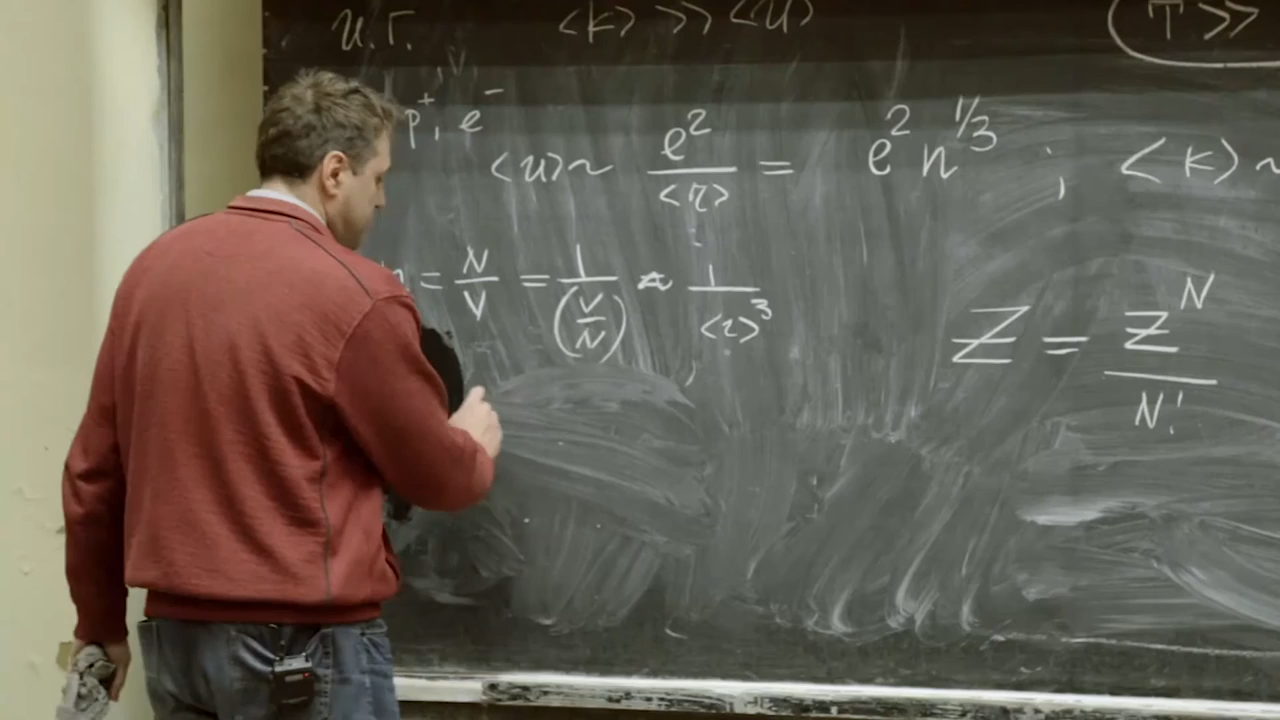 и.г. <k> >> <u> T >>
p⁺, e⁻
<u> ~ e² / <r> = e² n^1/3 ; <k> ~
n = N / V = 1 / (V / N) ≈ 1 / <r>³
Z = z^N / N!